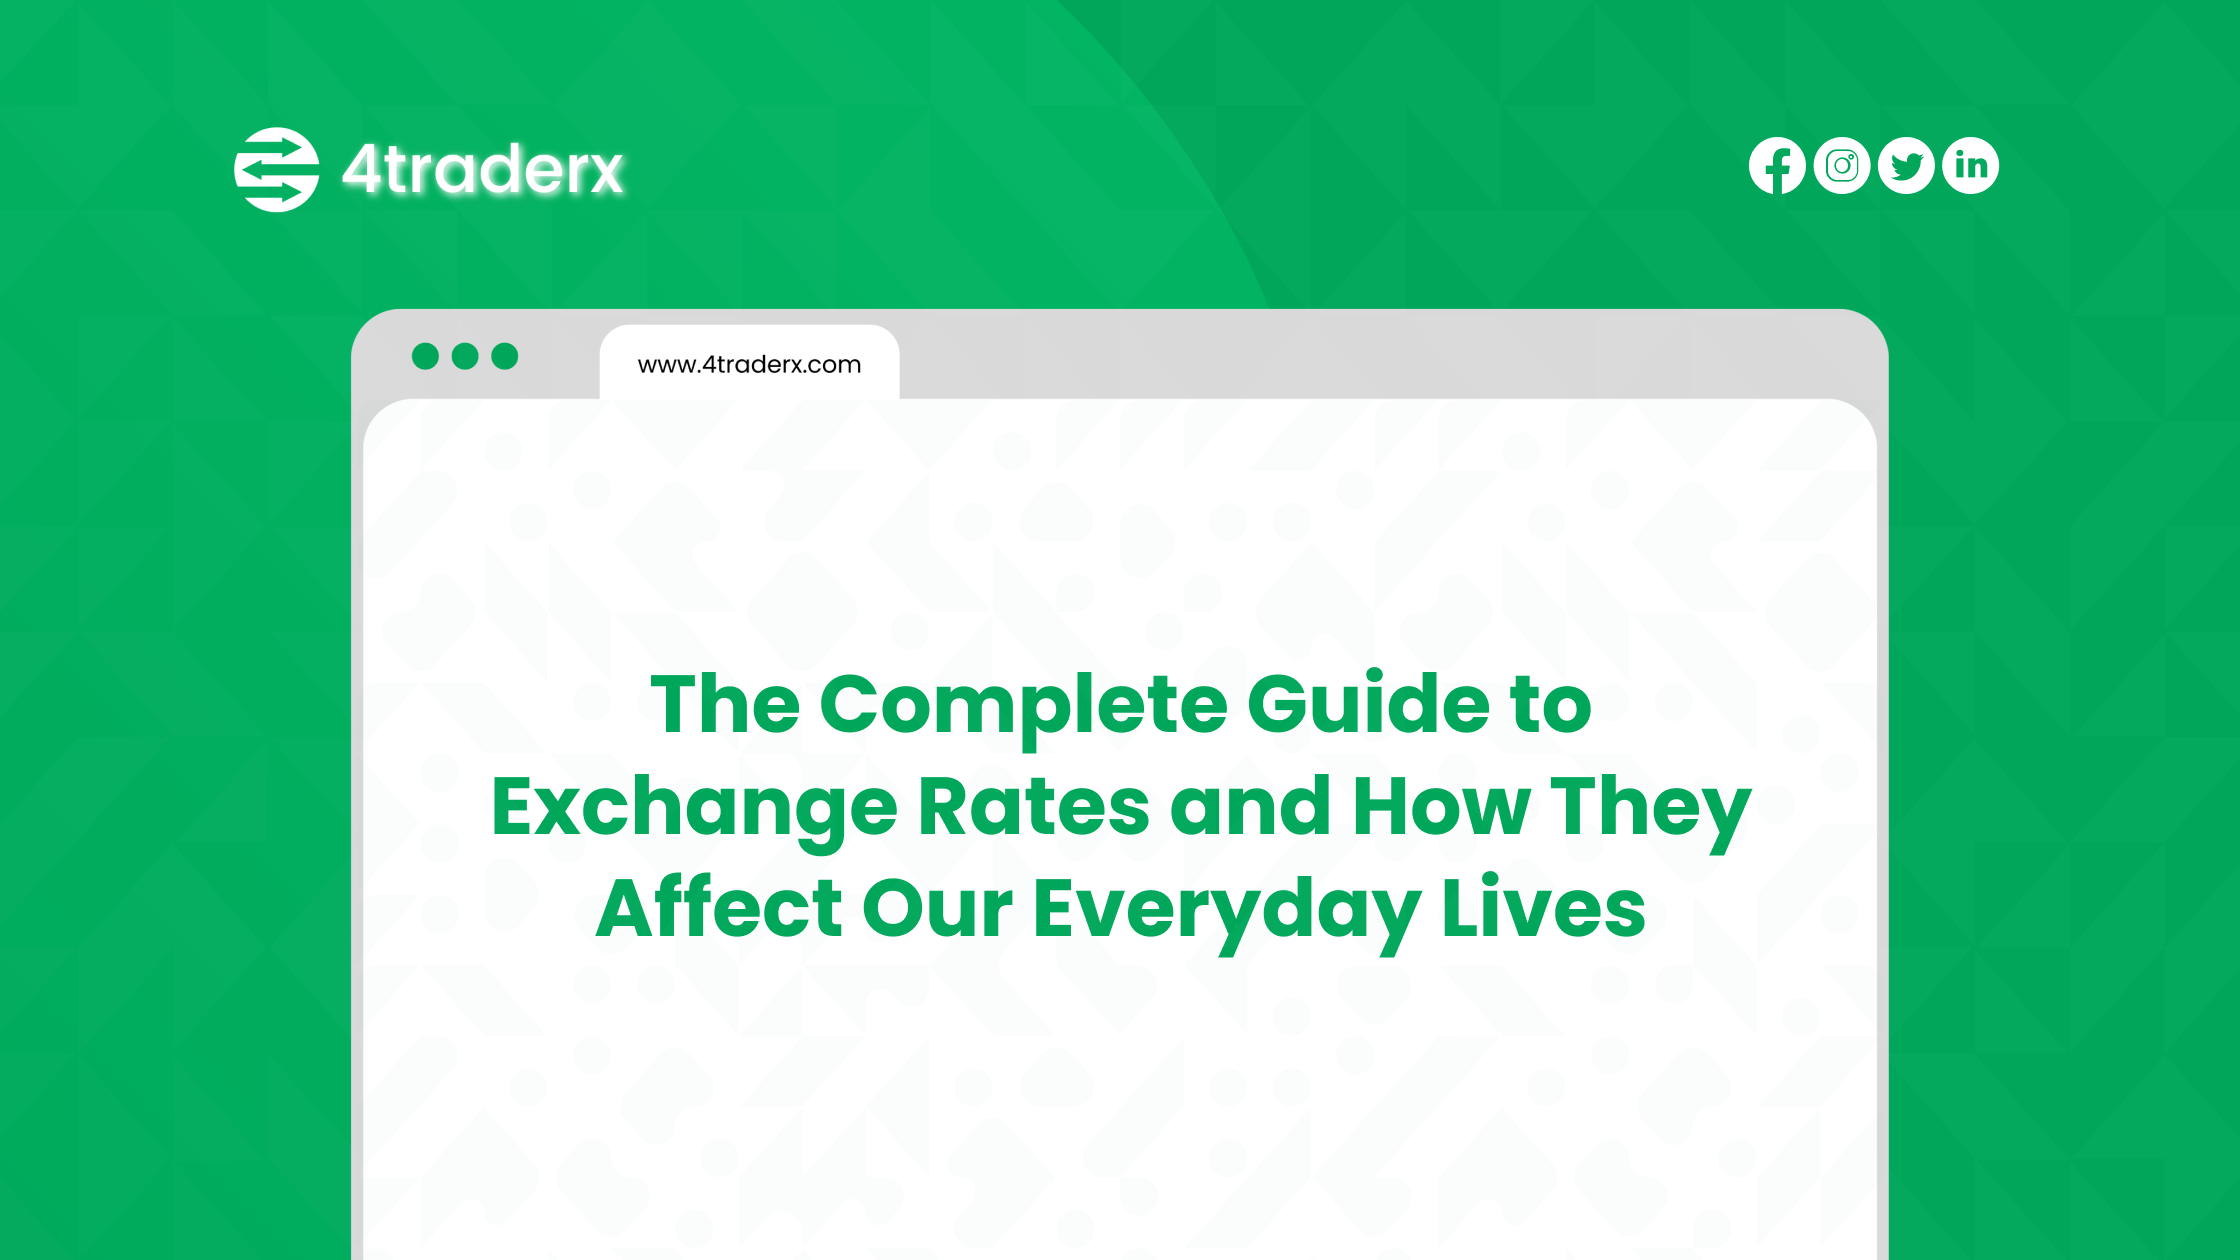 4traderx
www.4traderx.com
The Complete Guide to
Exchange Rates and How They
Affect Our Everyday Lives